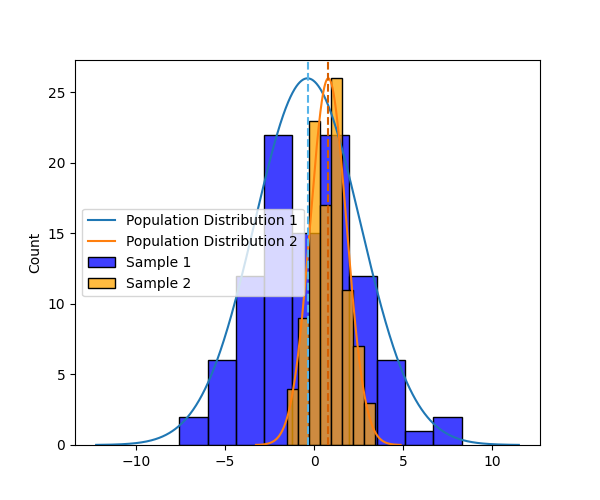 25
20
15
10
5
0
Count
Population Distribution 1
Population Distribution 2
Sample 1
Sample 2
−10 −5 0 5 10